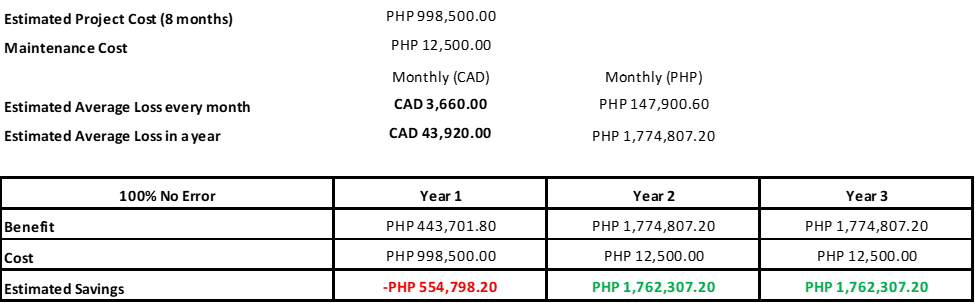 Estimated Project Cost (8 months) PHP 998,500.00
Maintenance Cost PHP 12,500.00
Monthly (CAD) Monthly (PHP)
Estimated Average Loss every month CAD 3,660.00 PHP 147,900.60
Estimated Average Loss in a year CAD 43,920.00 PHP 1,774,807.20
100% No Error Year 1 Year 2 Year 3
Benefit PHP 443,701.80 PHP 1,774,807.20 PHP 1,774,807.20
Cost PHP 998,500.00 PHP 12,500.00 PHP 12,500.00
Estimated Savings -PHP 554,798.20 PHP 1,762,307.20 PHP 1,762,307.20